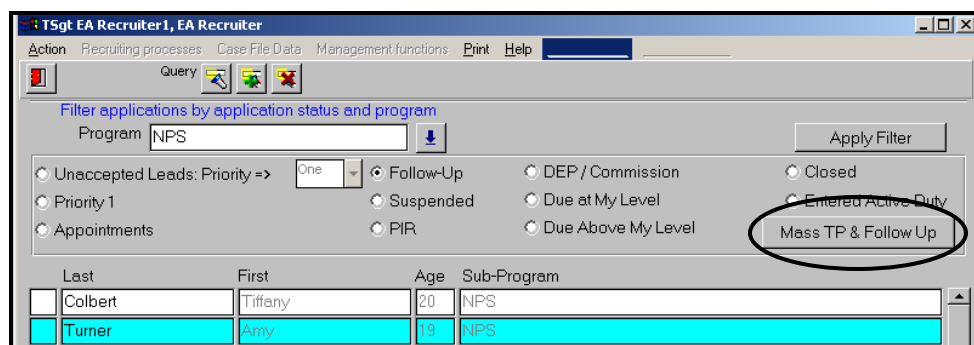 TSgt EA Recruiter1, EA Recruiter
Action Recruiting processes Case File Data Management functions Print Help
Query
Filter applications by application status and program
Program NPS Apply Filter
Unaccepted Leads: Priority => One Follow-Up DEP / Commission Closed
Priority 1 Suspended Due at My Level Entered Active Duty
Appointments PIR Due Above My Level Mass TP & Follow Up
Last First Age Sub-Program
Colbert Tiffany 20 NPS
Turner Amy 19 NPS